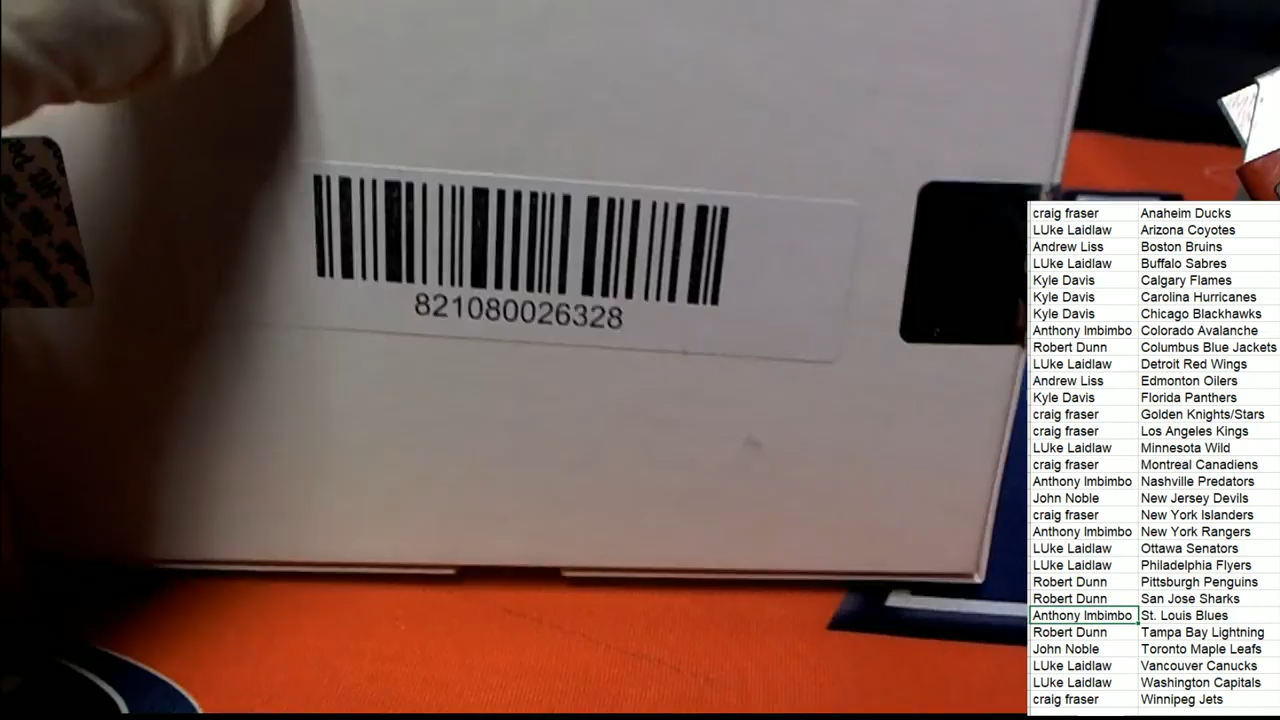 821080026328
craig fraser Anaheim Ducks
LUke Laidlaw Arizona Coyotes
Andrew Liss Boston Bruins
LUke Laidlaw Buffalo Sabres
Kyle Davis Calgary Flames
Kyle Davis Carolina Hurricanes
Kyle Davis Chicago Blackhawks
Anthony Imbimbo Colorado Avalanche
Robert Dunn Columbus Blue Jackets
LUke Laidlaw Detroit Red Wings
Andrew Liss Edmonton Oilers
Kyle Davis Florida Panthers
craig fraser Golden Knights/Stars
craig fraser Los Angeles Kings
LUke Laidlaw Minnesota Wild
craig fraser Montreal Canadiens
Anthony Imbimbo Nashville Predators
John Noble New Jersey Devils
craig fraser New York Islanders
Anthony Imbimbo New York Rangers
LUke Laidlaw Ottawa Senators
LUke Laidlaw Philadelphia Flyers
Robert Dunn Pittsburgh Penguins
Robert Dunn San Jose Sharks
Anthony Imbimbo St. Louis Blues
Robert Dunn Tampa Bay Lightning
John Noble Toronto Maple Leafs
LUke Laidlaw Vancouver Canucks
LUke Laidlaw Washington Capitals
craig fraser Winnipeg Jets